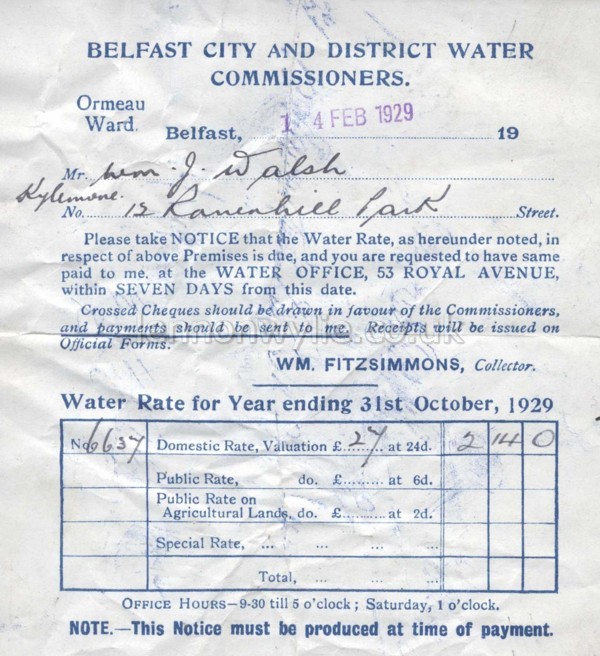 BELFAST CITY AND DISTRICT WATER
COMMISSIONERS.
Ormeau
Ward.
Belfast, 1 4 FEB 1929 19
Mr. Wm. J. Walsh
Kylemore.
No. 12 Ravenhill Park Street.
Please take NOTICE that the Water Rate, as hereunder noted, in
respect of above Premises is due, and you are requested to have same
paid to me, at the WATER OFFICE, 53 ROYAL AVENUE,
within SEVEN DAYS from this date.
Crossed Cheques should be drawn in favour of the Commissioners,
and payments should be sent to me. Receipts will be issued on
Official Forms.
lennonwylie.co.uk
WM. FITZSIMMONS, Collector.
Water Rate for Year ending 31st October, 1929
No. 6637 Domestic Rate, Valuation £ 27 at 24d. 2 14 0
Public Rate, do. £ at 6d.
Public Rate on
Agricultural Lands, do. £ at 2d.
Special Rate, ... ... ... ...
Total, ... ... ...
OFFICE HOURS—9-30 till 5 o'clock; Saturday, 1 o'clock.
NOTE.—This Notice must be produced at time of payment.